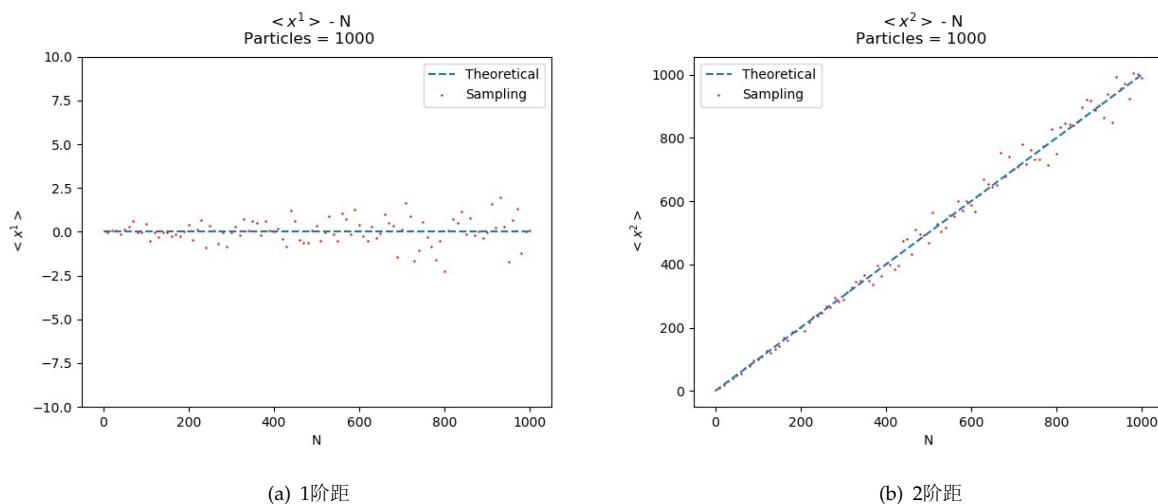 < x¹ > - N
Particles = 1000
10.0
7.5
5.0
2.5
0.0
−2.5
−5.0
−7.5
−10.0
< x¹ >
Theoretical
Sampling
0 200 400 600 800 1000
N
(a) 1阶距
< x² > - N
Particles = 1000
1000
800
600
400
200
0
< x² >
Theoretical
Sampling
0 200 400 600 800 1000
N
(b) 2阶距